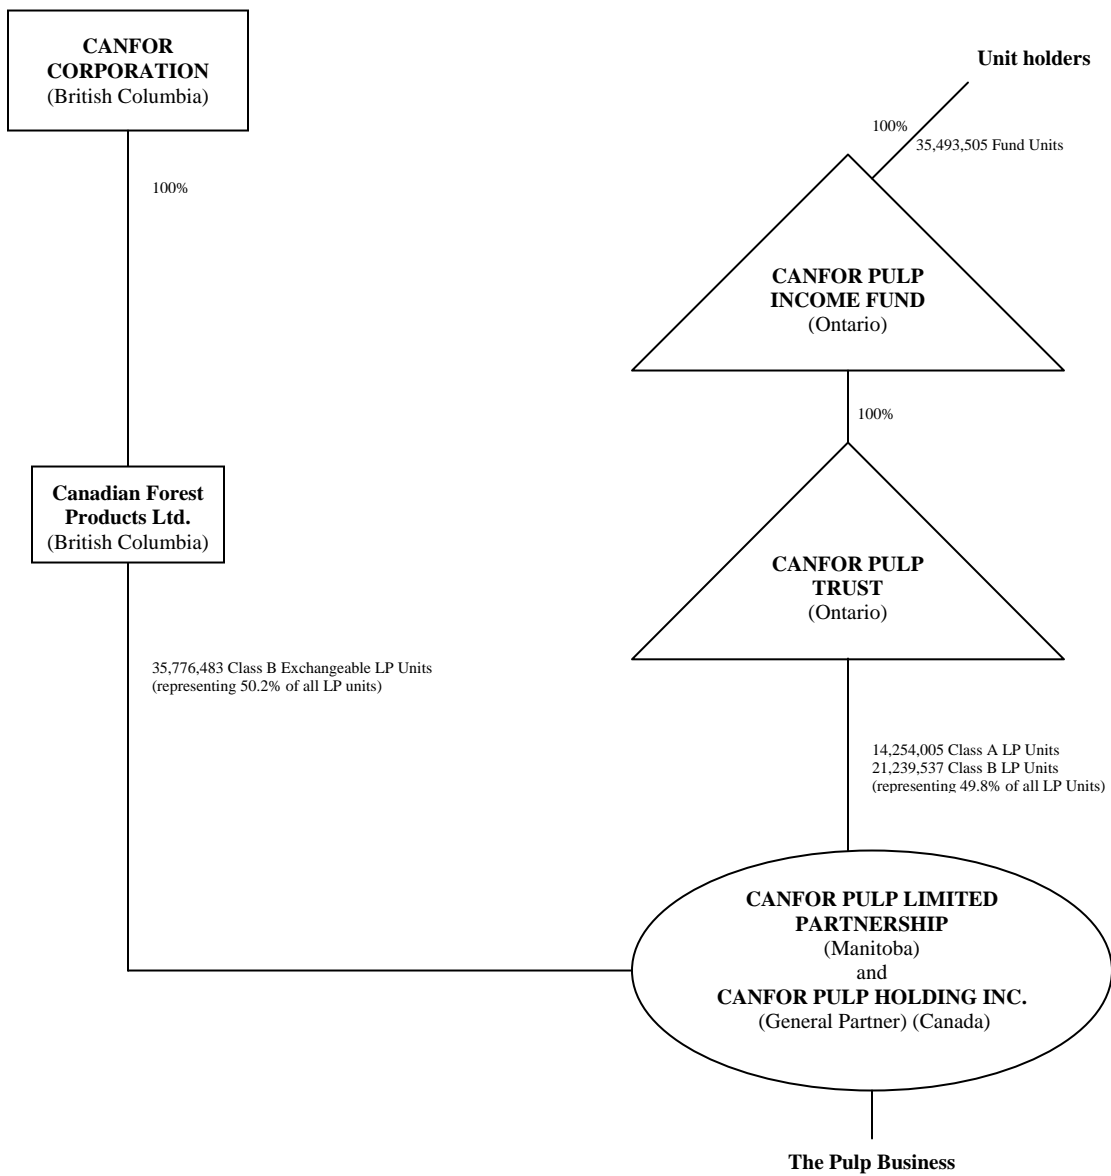 CANFOR
CORPORATION
(British Columbia)
Unit holders
100%
35,493,505 Fund Units
100%
CANFOR PULP
INCOME FUND
(Ontario)
100%
Canadian Forest
Products Ltd.
(British Columbia)
CANFOR PULP
TRUST
(Ontario)
35,776,483 Class B Exchangeable LP Units
(representing 50.2% of all LP units)
14,254,005 Class A LP Units
21,239,537 Class B LP Units
(representing 49.8% of all LP Units)
CANFOR PULP LIMITED
PARTNERSHIP
(Manitoba)
and
CANFOR PULP HOLDING INC.
(General Partner) (Canada)
The Pulp Business